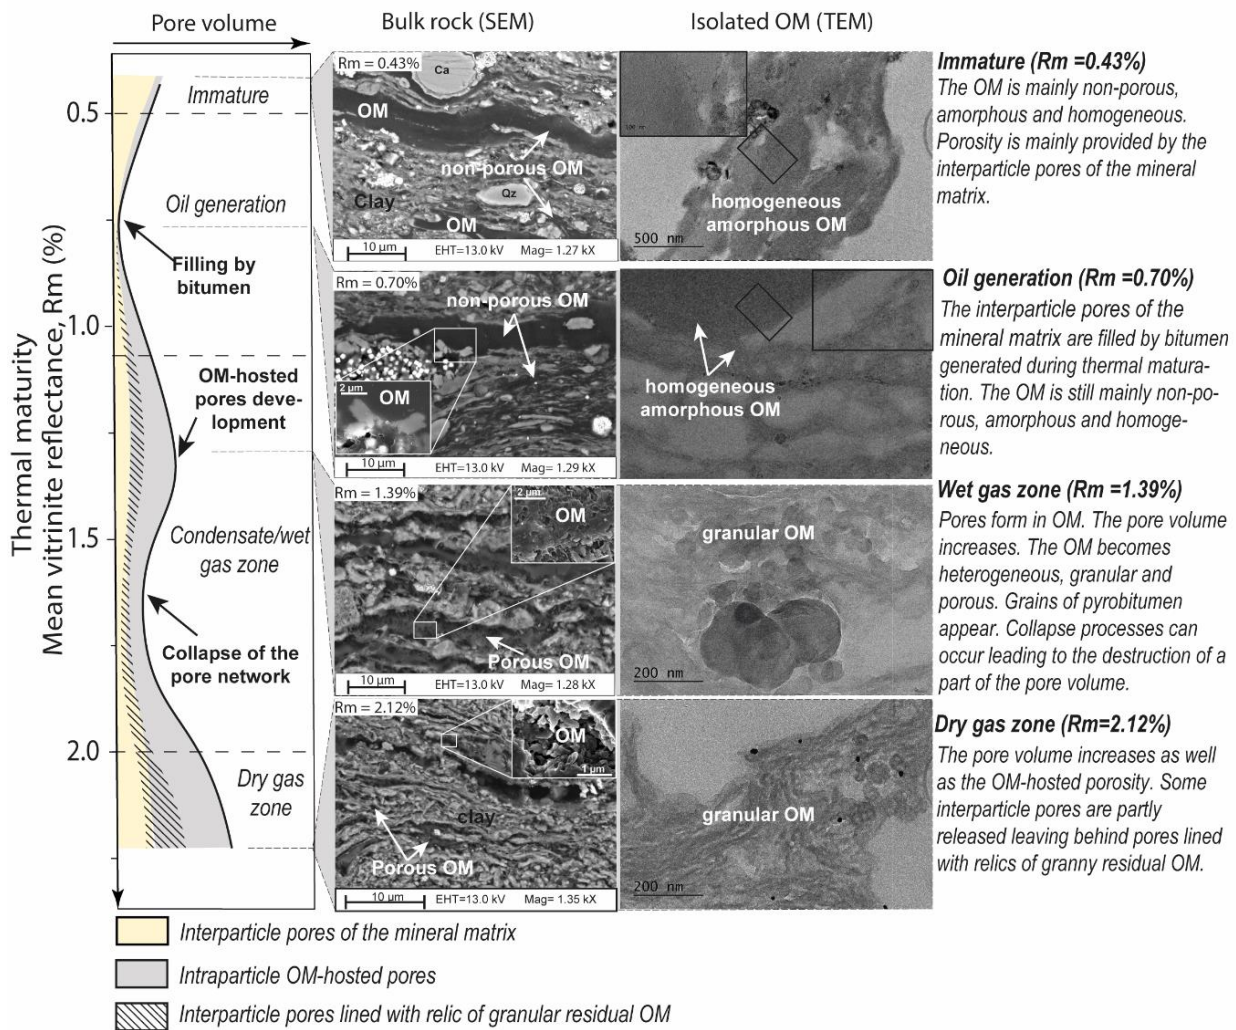 Pore volume
Bulk rock (SEM)
Isolated OM (TEM)
Thermal maturity
Mean vitrinite reflectance, Rm (%)
0.5
1.0
1.5
2.0
Immature
Oil generation
Filling by
bitumen
OM-hosted
pores deve-
lopment
Condensate/wet
gas zone
Collapse of the
pore network
Dry gas
zone
Rm = 0.43%
Ca
OM
non-porous OM
Clay
Qz
OM
10 µm
EHT=13.0 kV
Mag= 1.27 kX
homogeneous
amorphous OM
500 nm
Immature (Rm =0.43%)
The OM is mainly non-porous,
amorphous and homogeneous.
Porosity is mainly provided by the
interparticle pores of the mineral
matrix.
Rm = 0.70%
non-porous OM
2 µm
OM
10 µm
EHT=13.0 kV
Mag= 1.29 kX
homogeneous
amorphous OM
Oil generation (Rm =0.70%)
The interparticle pores of the
mineral matrix are filled by bitumen
generated during thermal matura-
tion. The OM is still mainly non-po-
rous, amorphous and homoge-
neous.
Rm = 1.39%
2 µm
OM
Porous OM
10 µm
EHT=13.0 kV
Mag= 1.28 kX
granular OM
200 nm
Wet gas zone (Rm =1.39%)
Pores form in OM. The pore volume
increases. The OM becomes
heterogeneous, granular and
porous. Grains of pyrobitumen
appear. Collapse processes can
occur leading to the destruction of a
part of the pore volume.
Rm = 2.12%
OM
1 µm
clay
Porous OM
10 µm
EHT=13.0 kV
Mag= 1.35 kX
granular OM
200 nm
Dry gas zone (Rm=2.12%)
The pore volume increases as well
as the OM-hosted porosity. Some
interparticle pores are partly
released leaving behind pores lined
with relics of granny residual OM.
Interparticle pores of the mineral matrix
Intraparticle OM-hosted pores
Interparticle pores lined with relic of granular residual OM